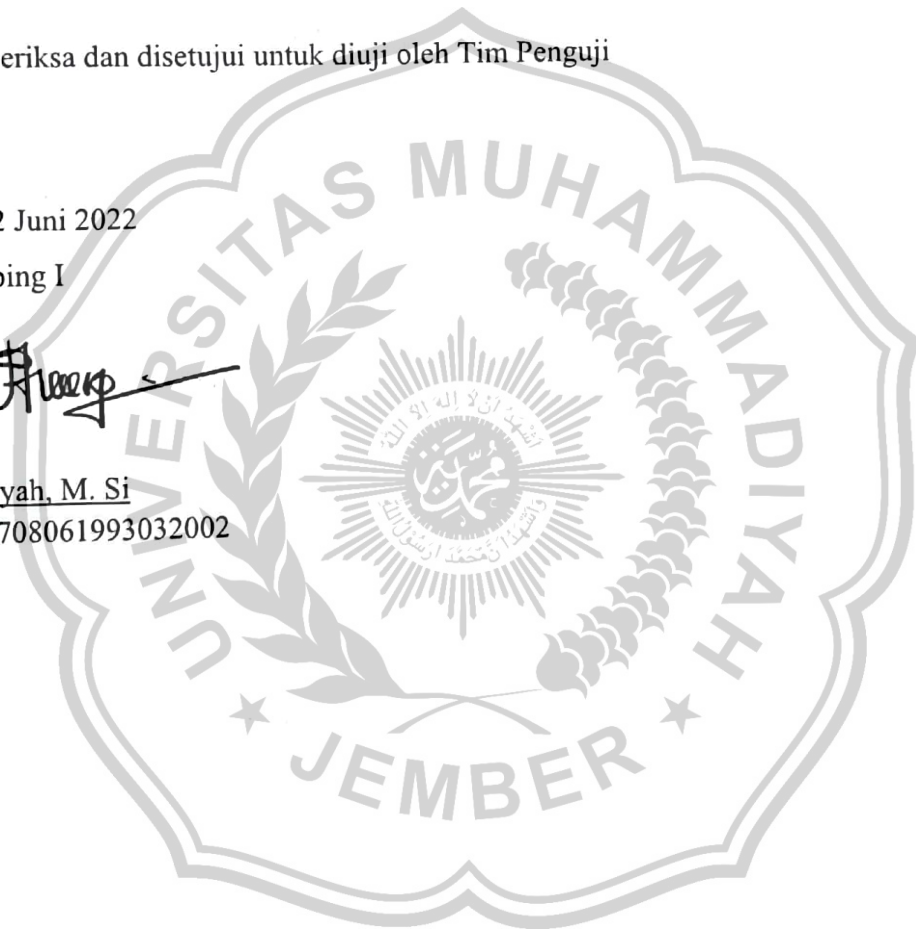 eriksa dan disetujui untuk diuji oleh Tim Penguji
2 Juni 2022
bing I
yah, M. Si
708061993032002
UNIVERSITAS MUHAMMADIYAH
JEMBER